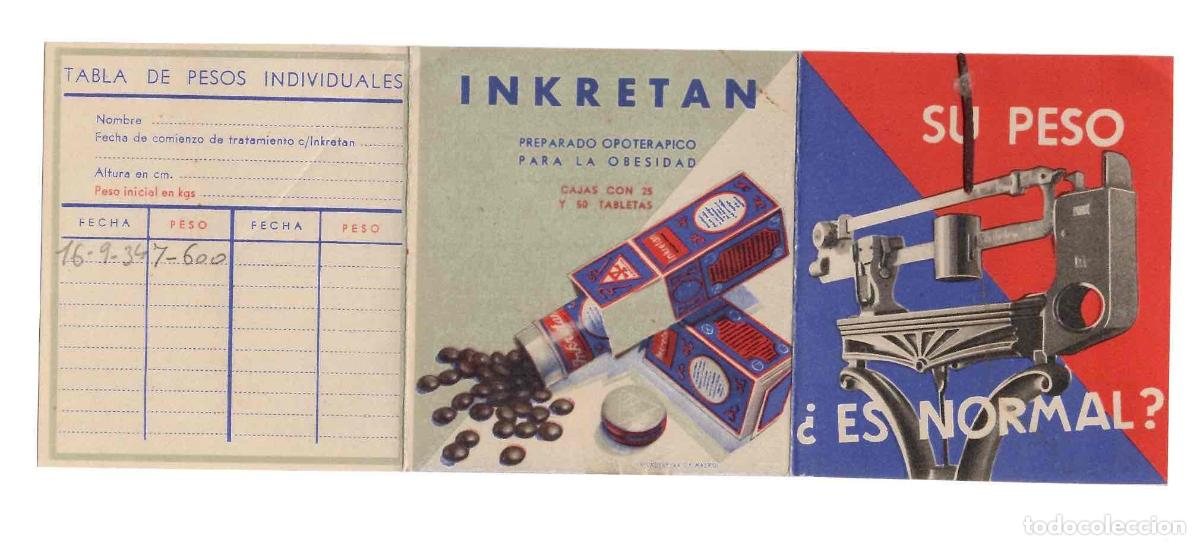 TABLA DE PESOS INDIVIDUALES
Nombre
Fecha de comienzo de tratamiento c/Inkretan
Altura en cm.
Peso inicial en kgs
FECHA PESO FECHA PESO
16-9-34 7-600
INKRETAN
PREPARADO OPOTERAPICO
PARA LA OBESIDAD
CAJAS CON 25
Y 50 TABLETAS
Inkretan
SU PESO
¿ES NORMAL?
todocoleccion